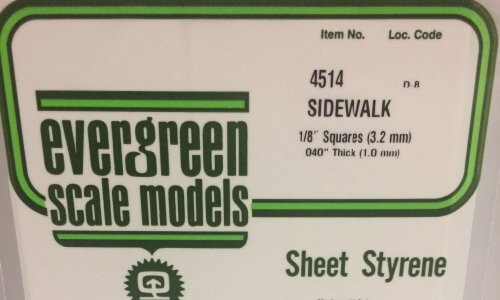 Item No. Loc. Code
4514 D-8
SIDEWALK
1/8" Squares (3.2 mm)
.040" Thick (1.0 mm)
evergreen
scale models
Sheet Styrene